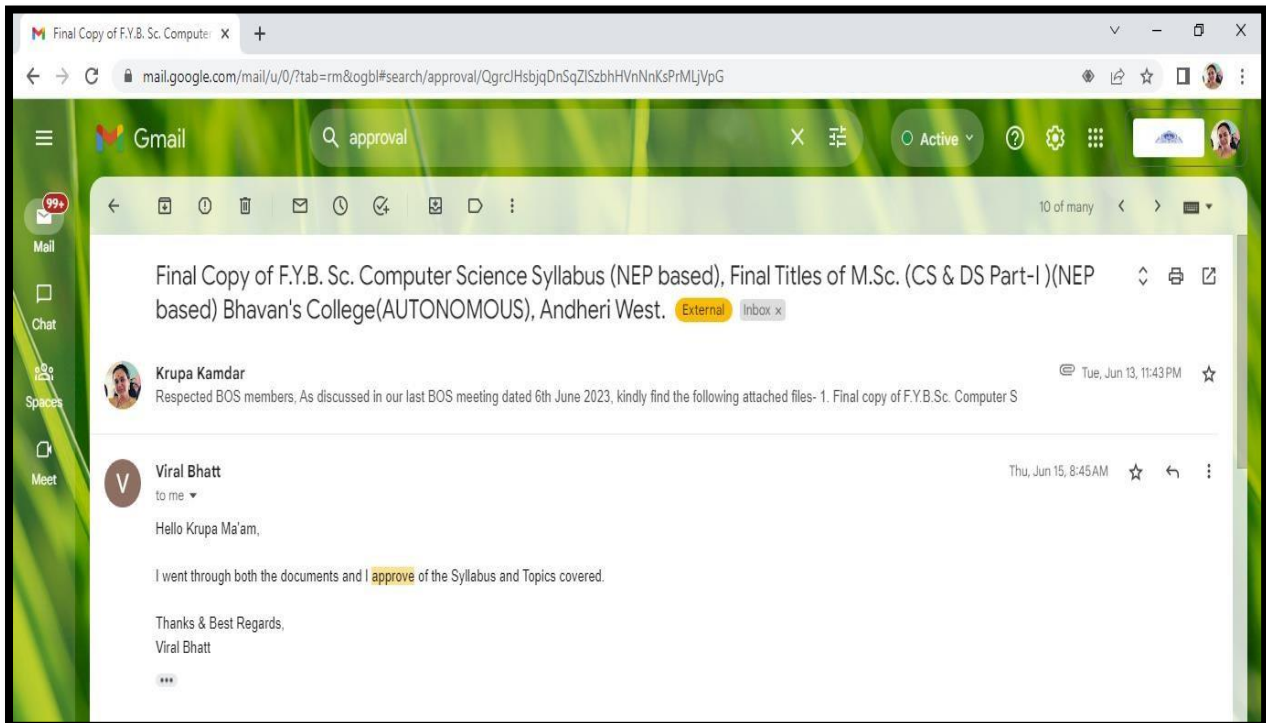 Final Copy of F.Y.B. Sc. Computer
mail.google.com/mail/u/0/?tab=rm&ogbl#search/approval/QgrcJHsbjqDnSqZlSzbhHVnNnKsPrMLjVpG
Gmail
approval
Active
99+
Mail
Chat
Spaces
Meet
10 of many
Final Copy of F.Y.B. Sc. Computer Science Syllabus (NEP based), Final Titles of M.Sc. (CS & DS Part-I )(NEP
based) Bhavan's College(AUTONOMOUS), Andheri West. External Inbox x
Krupa Kamdar
Tue, Jun 13, 11:43 PM
Respected BOS members, As discussed in our last BOS meeting dated 6th June 2023, kindly find the following attached files- 1. Final copy of F.Y.B.Sc. Computer S
V
Viral Bhatt
Thu, Jun 15, 8:45 AM
to me
Hello Krupa Ma'am,
I went through both the documents and I approve of the Syllabus and Topics covered.
Thanks & Best Regards,
Viral Bhatt